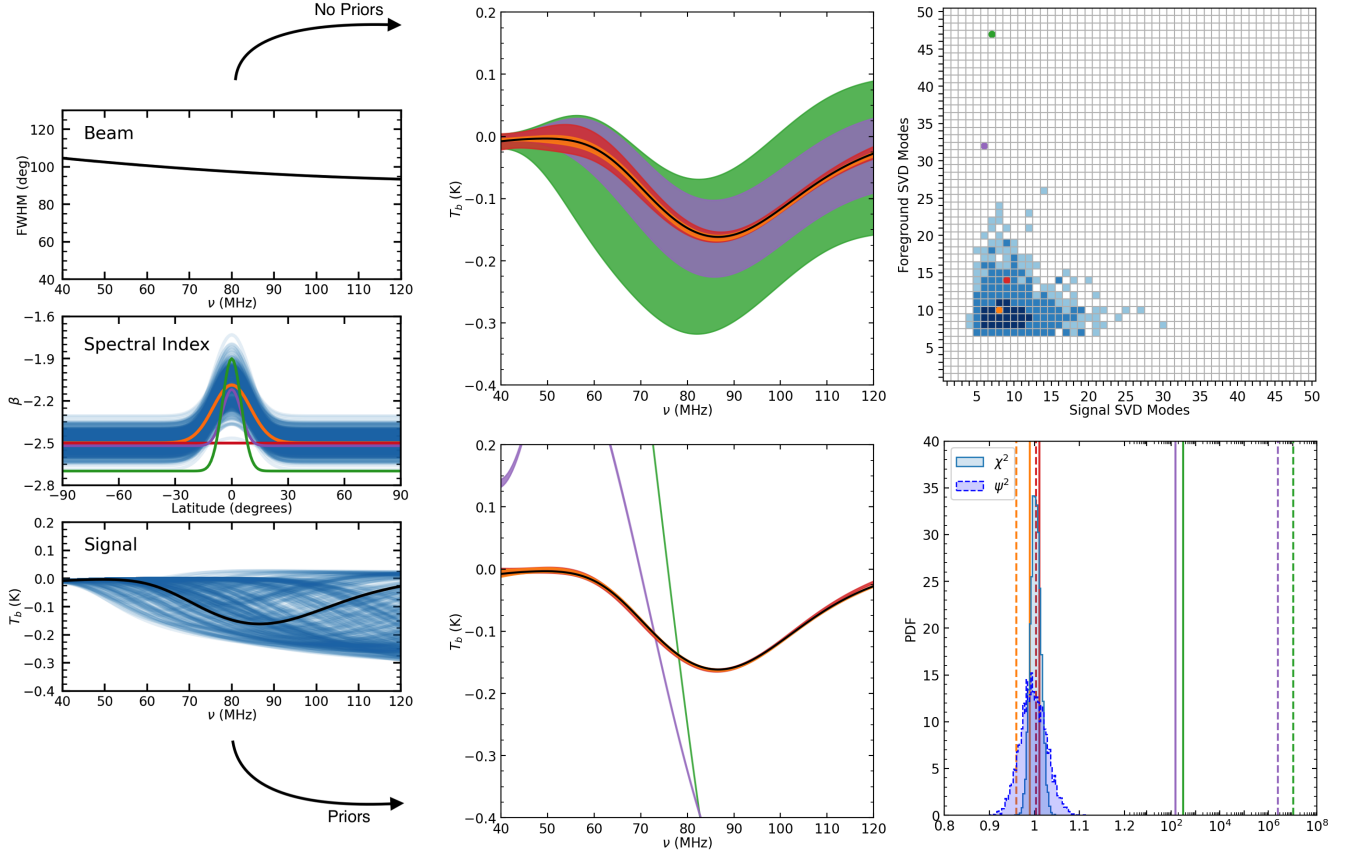 No Priors
Beam
FWHM (deg)
120
100
80
60
40
40 50 60 70 80 90 100 110 120
ν (MHz)
Spectral Index
β
−1.6
−1.9
−2.2
−2.5
−2.8
−90 −60 −30 0 30 60 90
Latitude (degrees)
Signal
T_b (K)
0.2
0.1
0.0
−0.1
−0.2
−0.3
−0.4
40 50 60 70 80 90 100 110 120
ν (MHz)
Priors
T_b (K)
0.2
0.1
0.0
−0.1
−0.2
−0.3
−0.4
40 50 60 70 80 90 100 110 120
ν (MHz)
T_b (K)
0.2
0.1
0.0
−0.1
−0.2
−0.3
−0.4
40 50 60 70 80 90 100 110 120
ν (MHz)
Foreground SVD Modes
50
45
40
35
30
25
20
15
10
5
5 10 15 20 25 30 35 40 45 50
Signal SVD Modes
PDF
40
35
30
25
20
15
10
5
0
χ²
ψ²
0.8 0.9 1 1.1 1.2 10² 10⁴ 10⁶ 10⁸